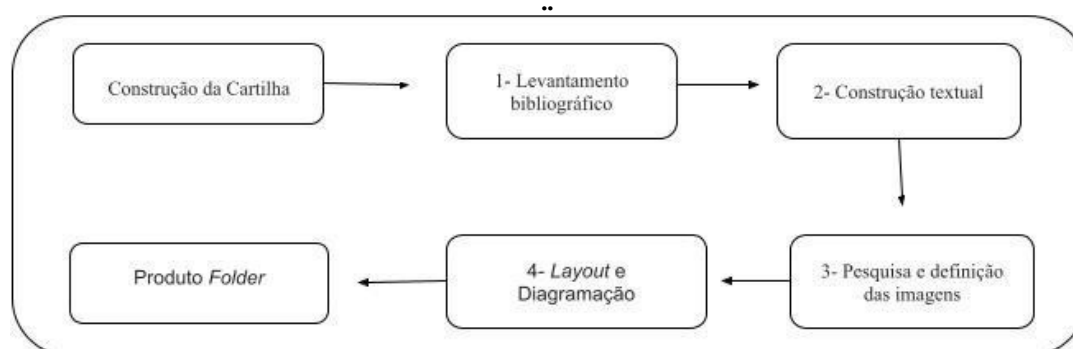 Construção da Cartilha
1- Levantamento
bibliográfico
2- Construção textual
3- Pesquisa e definição
das imagens
4- Layout e
Diagramação
Produto Folder